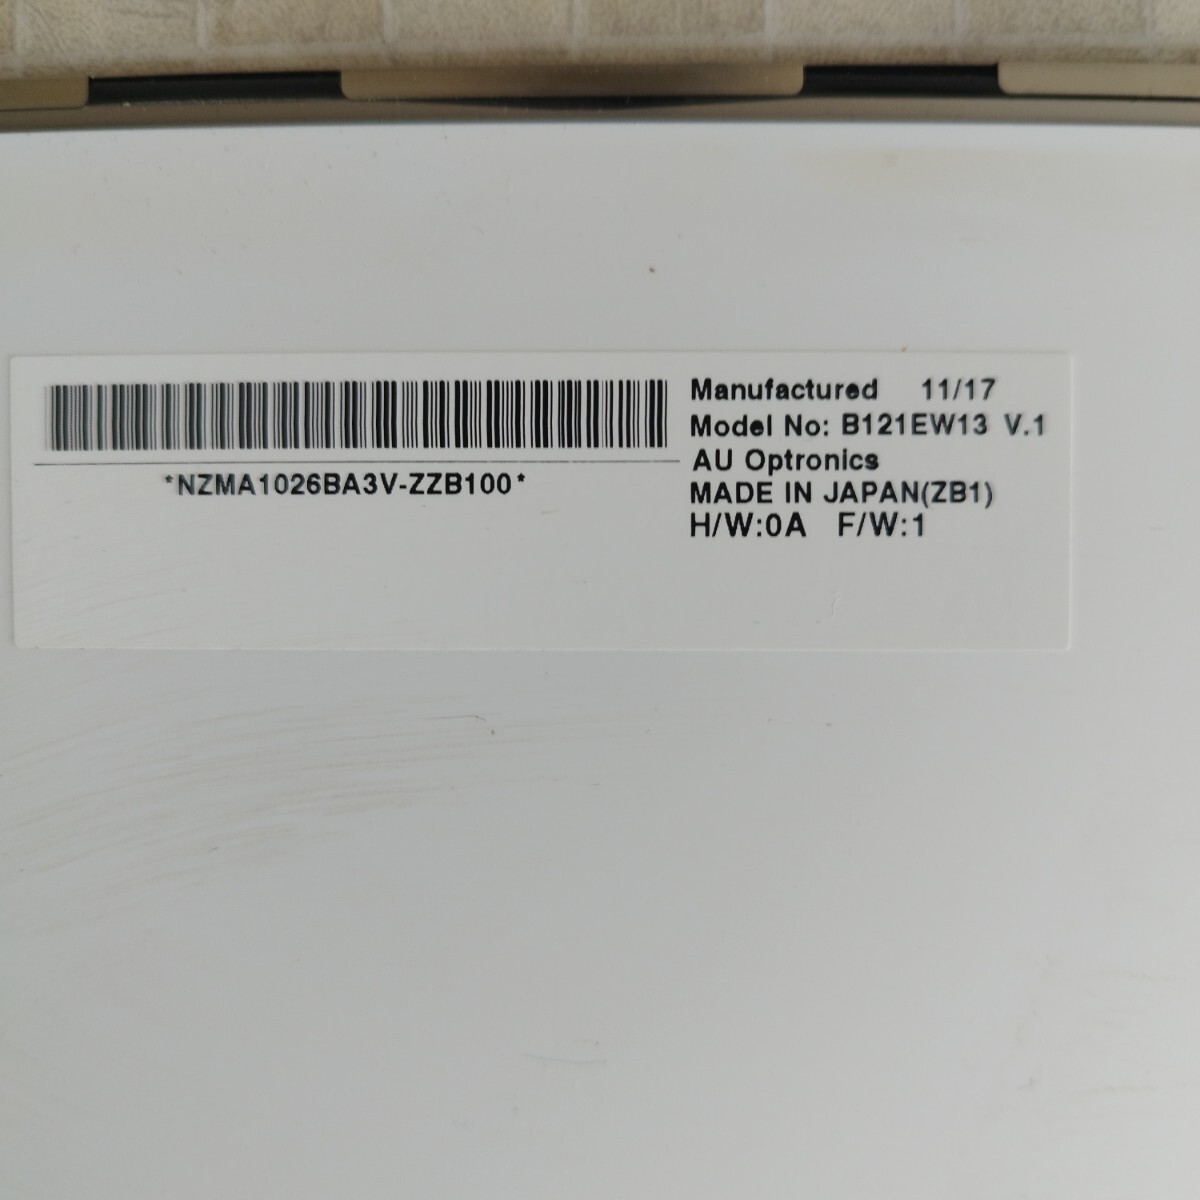 Manufactured 11/17
Model No: B121EW13 V.1
AU Optronics
*NZMA1026BA3V-ZZB100*
MADE IN JAPAN(ZB1)
H/W:0A F/W:1